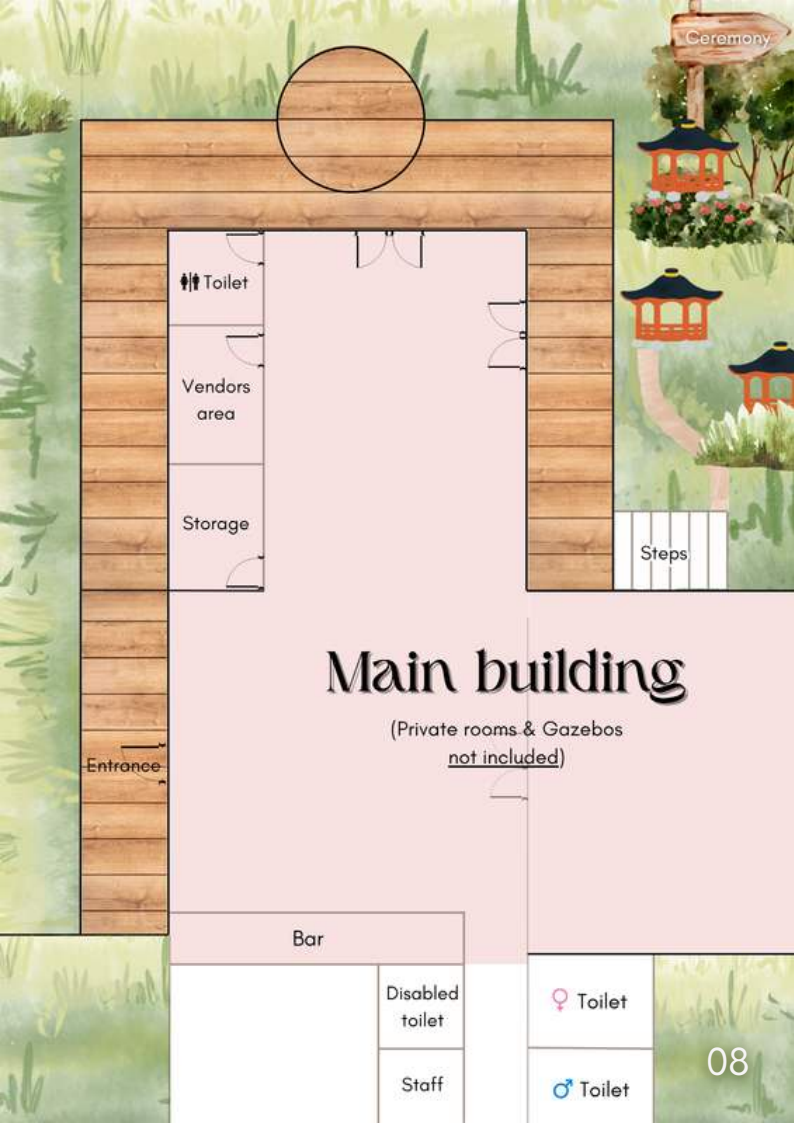 Ceremony
Toilet
Vendors
area
Storage
Steps
Main building
(Private rooms & Gazebos
not included)
Entrance
Bar
Disabled
toilet
♀ Toilet
Staff
♂ Toilet
08